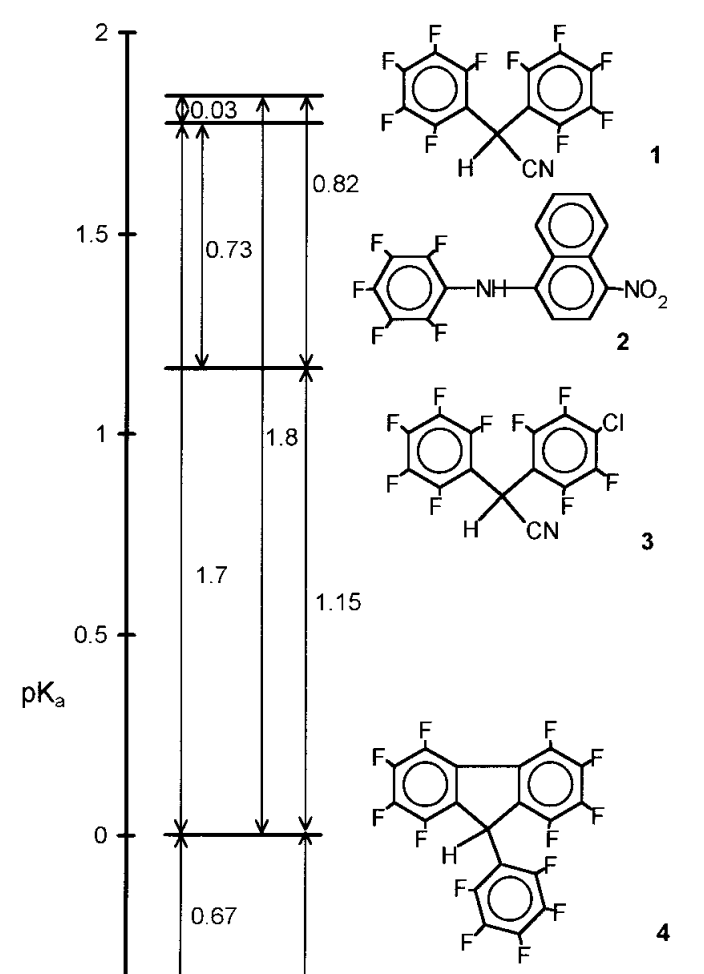 2
F F F F F F F F F F
H CN
1
0.03
0.82
1.5
0.73
F F F F F
NH
NO2
2
F F F F F F F F F Cl
H CN
3
1
1.8
1.7
1.15
0.5
pKa
F F F F F F F F
H
F F F F F
4
0
0.67